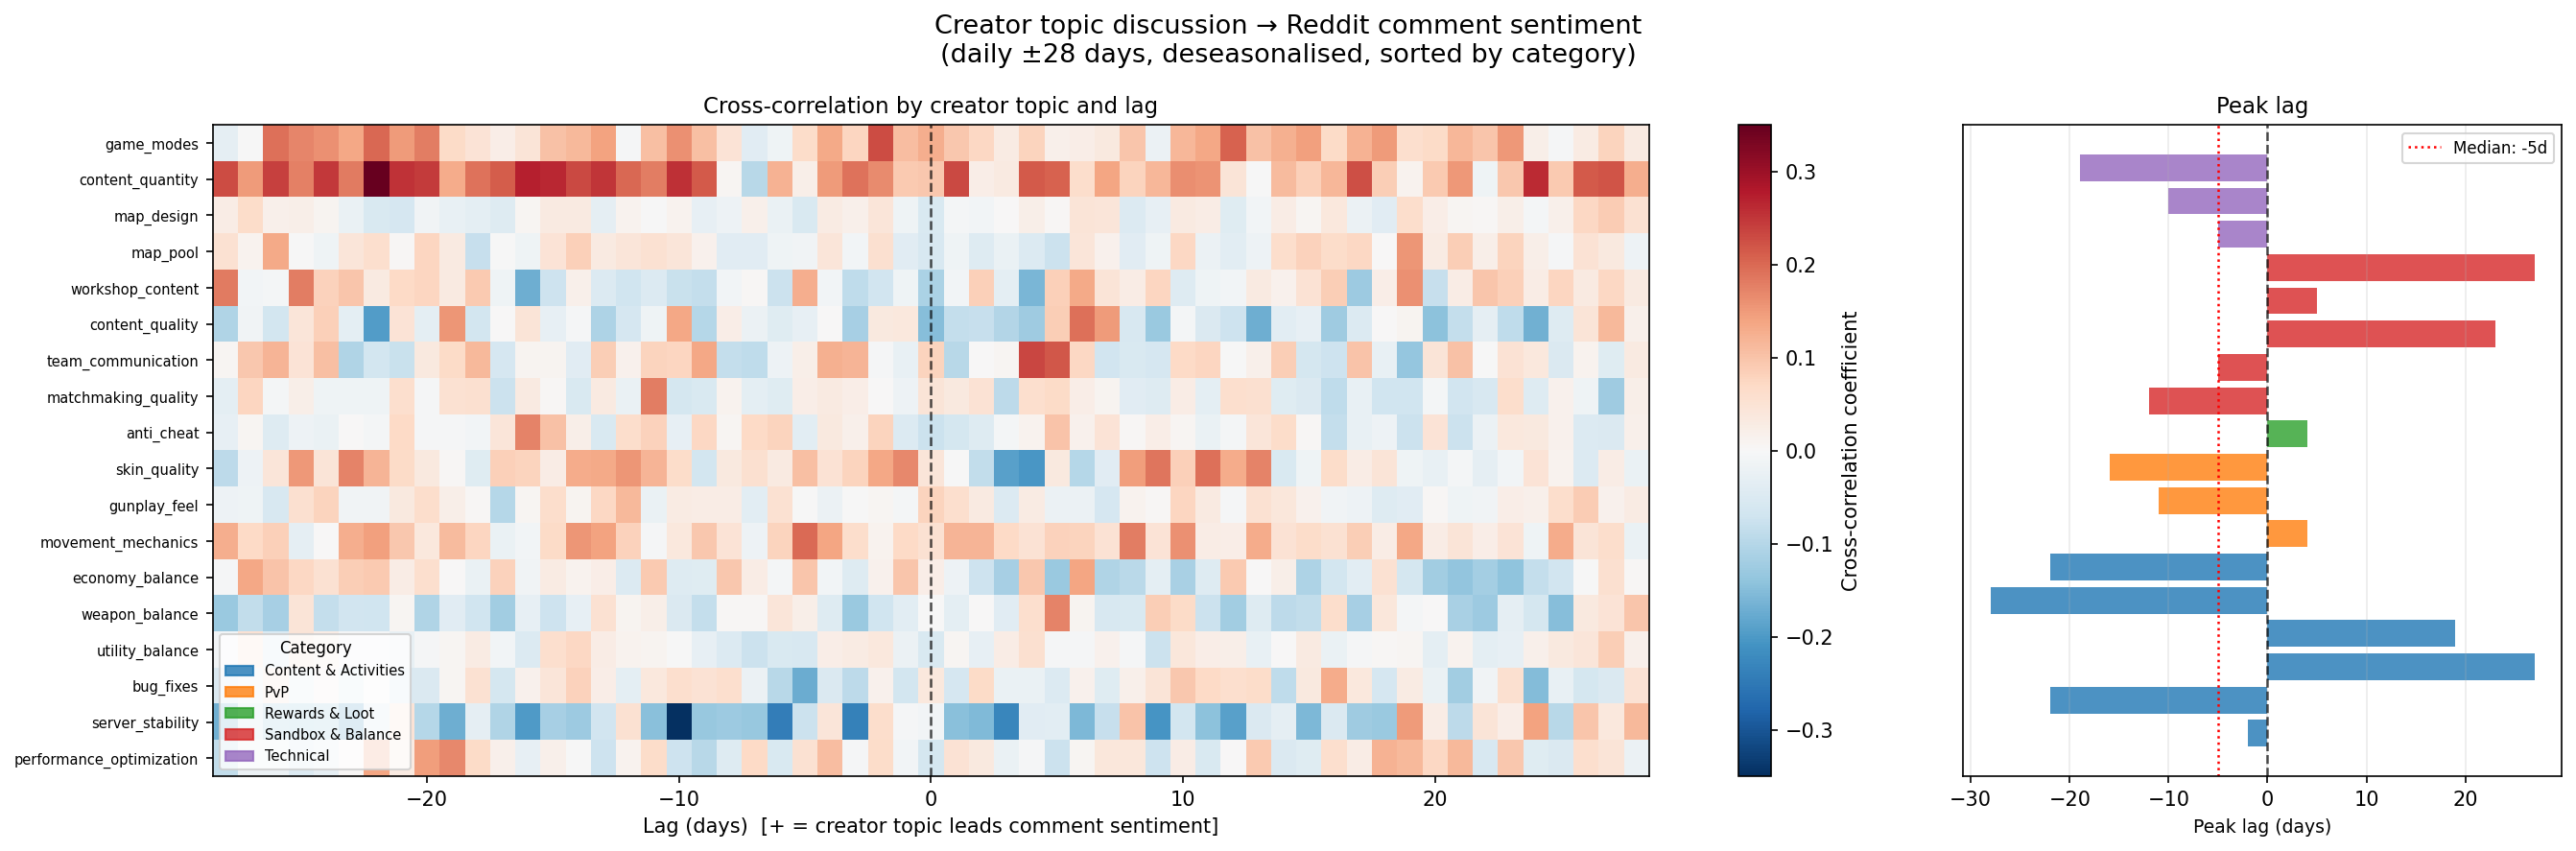 Creator topic discussion → Reddit comment sentiment
(daily ±28 days, deseasonalised, sorted by category)
Cross-correlation by creator topic and lag
game_modes
content_quantity
map_design
map_pool
workshop_content
content_quality
team_communication
matchmaking_quality
anti_cheat
skin_quality
gunplay_feel
movement_mechanics
economy_balance
weapon_balance
utility_balance
bug_fixes
server_stability
performance_optimization
Category
Content & Activities
PvP
Rewards & Loot
Sandbox & Balance
Technical
−20 −10 0 10 20
Lag (days) [+ = creator topic leads comment sentiment]
0.3
0.2
0.1
0.0
−0.1
−0.2
−0.3
Cross-correlation coefficient
Peak lag
Median: -5d
−30 −20 −10 0 10 20
Peak lag (days)